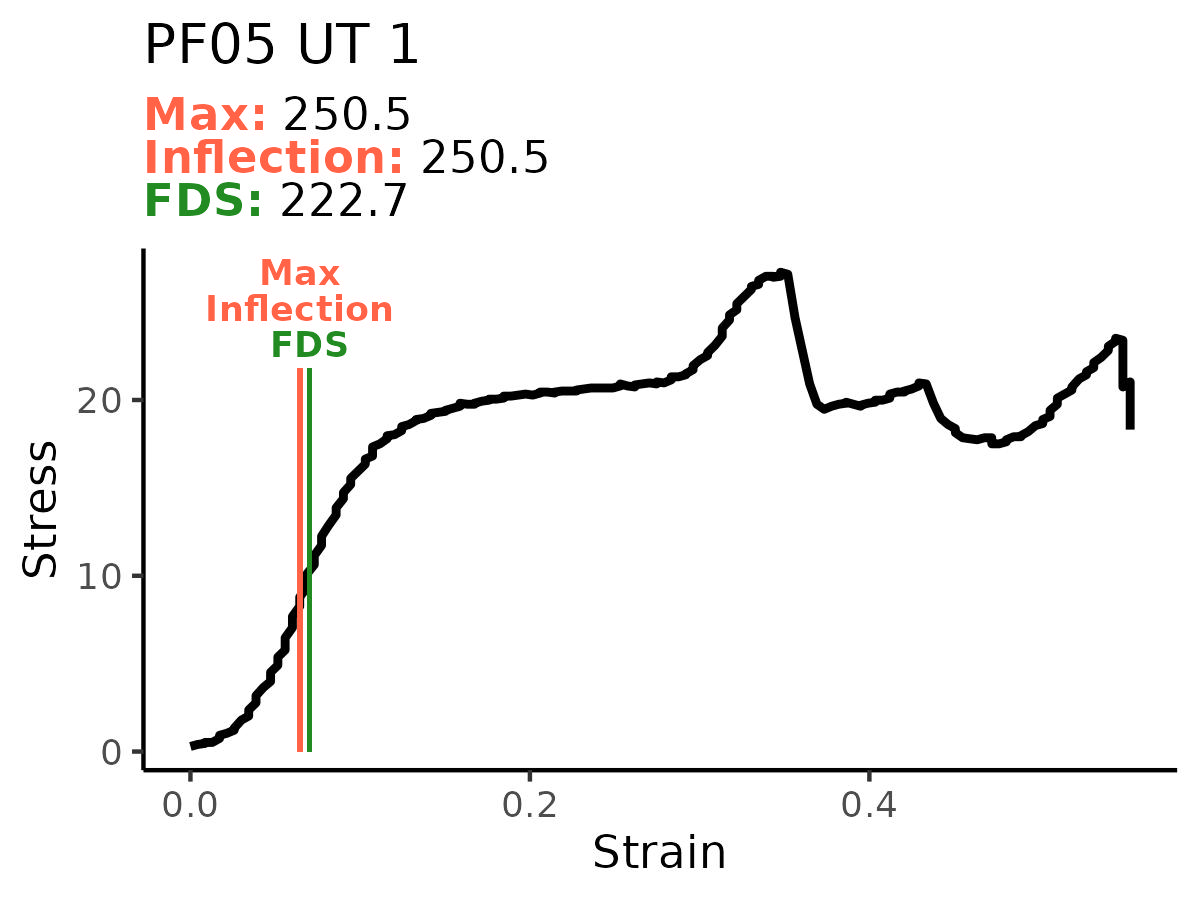 PF05 UT 1
Max: 250.5
Inflection: 250.5
FDS: 222.7
Max
Inflection
FDS
20
10
0
Stress
0.0 0.2 0.4
Strain